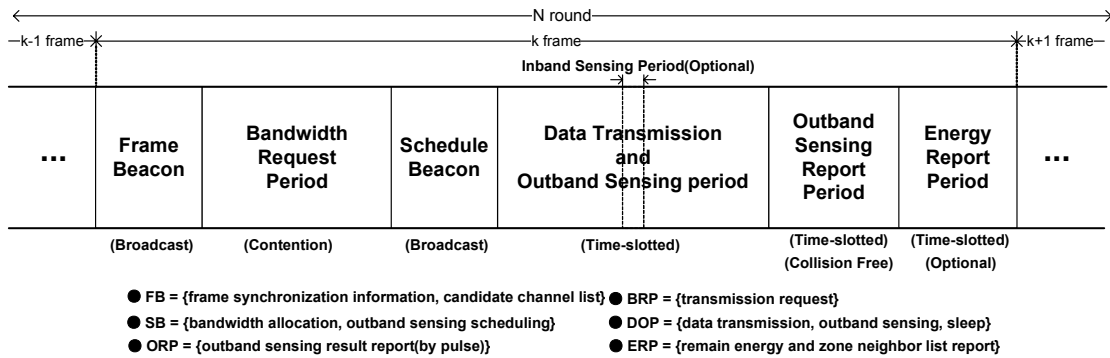 N round
k-1 frame
k frame
k+1 frame
Inband Sensing Period(Optional)
...
Frame
Beacon
Bandwidth
Request
Period
Schedule
Beacon
Data Transmission
and
Outband Sensing period
Outband
Sensing
Report
Period
Energy
Report
Period
...
(Broadcast)
(Contention)
(Broadcast)
(Time-slotted)
(Time-slotted)
(Collision Free)
(Time-slotted)
(Optional)
● FB = {frame synchronization information, candidate channel list}
● BRP = {transmission request}
● SB = {bandwidth allocation, outband sensing scheduling}
● DOP = {data transmission, outband sensing, sleep}
● ORP = {outband sensing result report(by pulse)}
● ERP = {remain energy and zone neighbor list report}